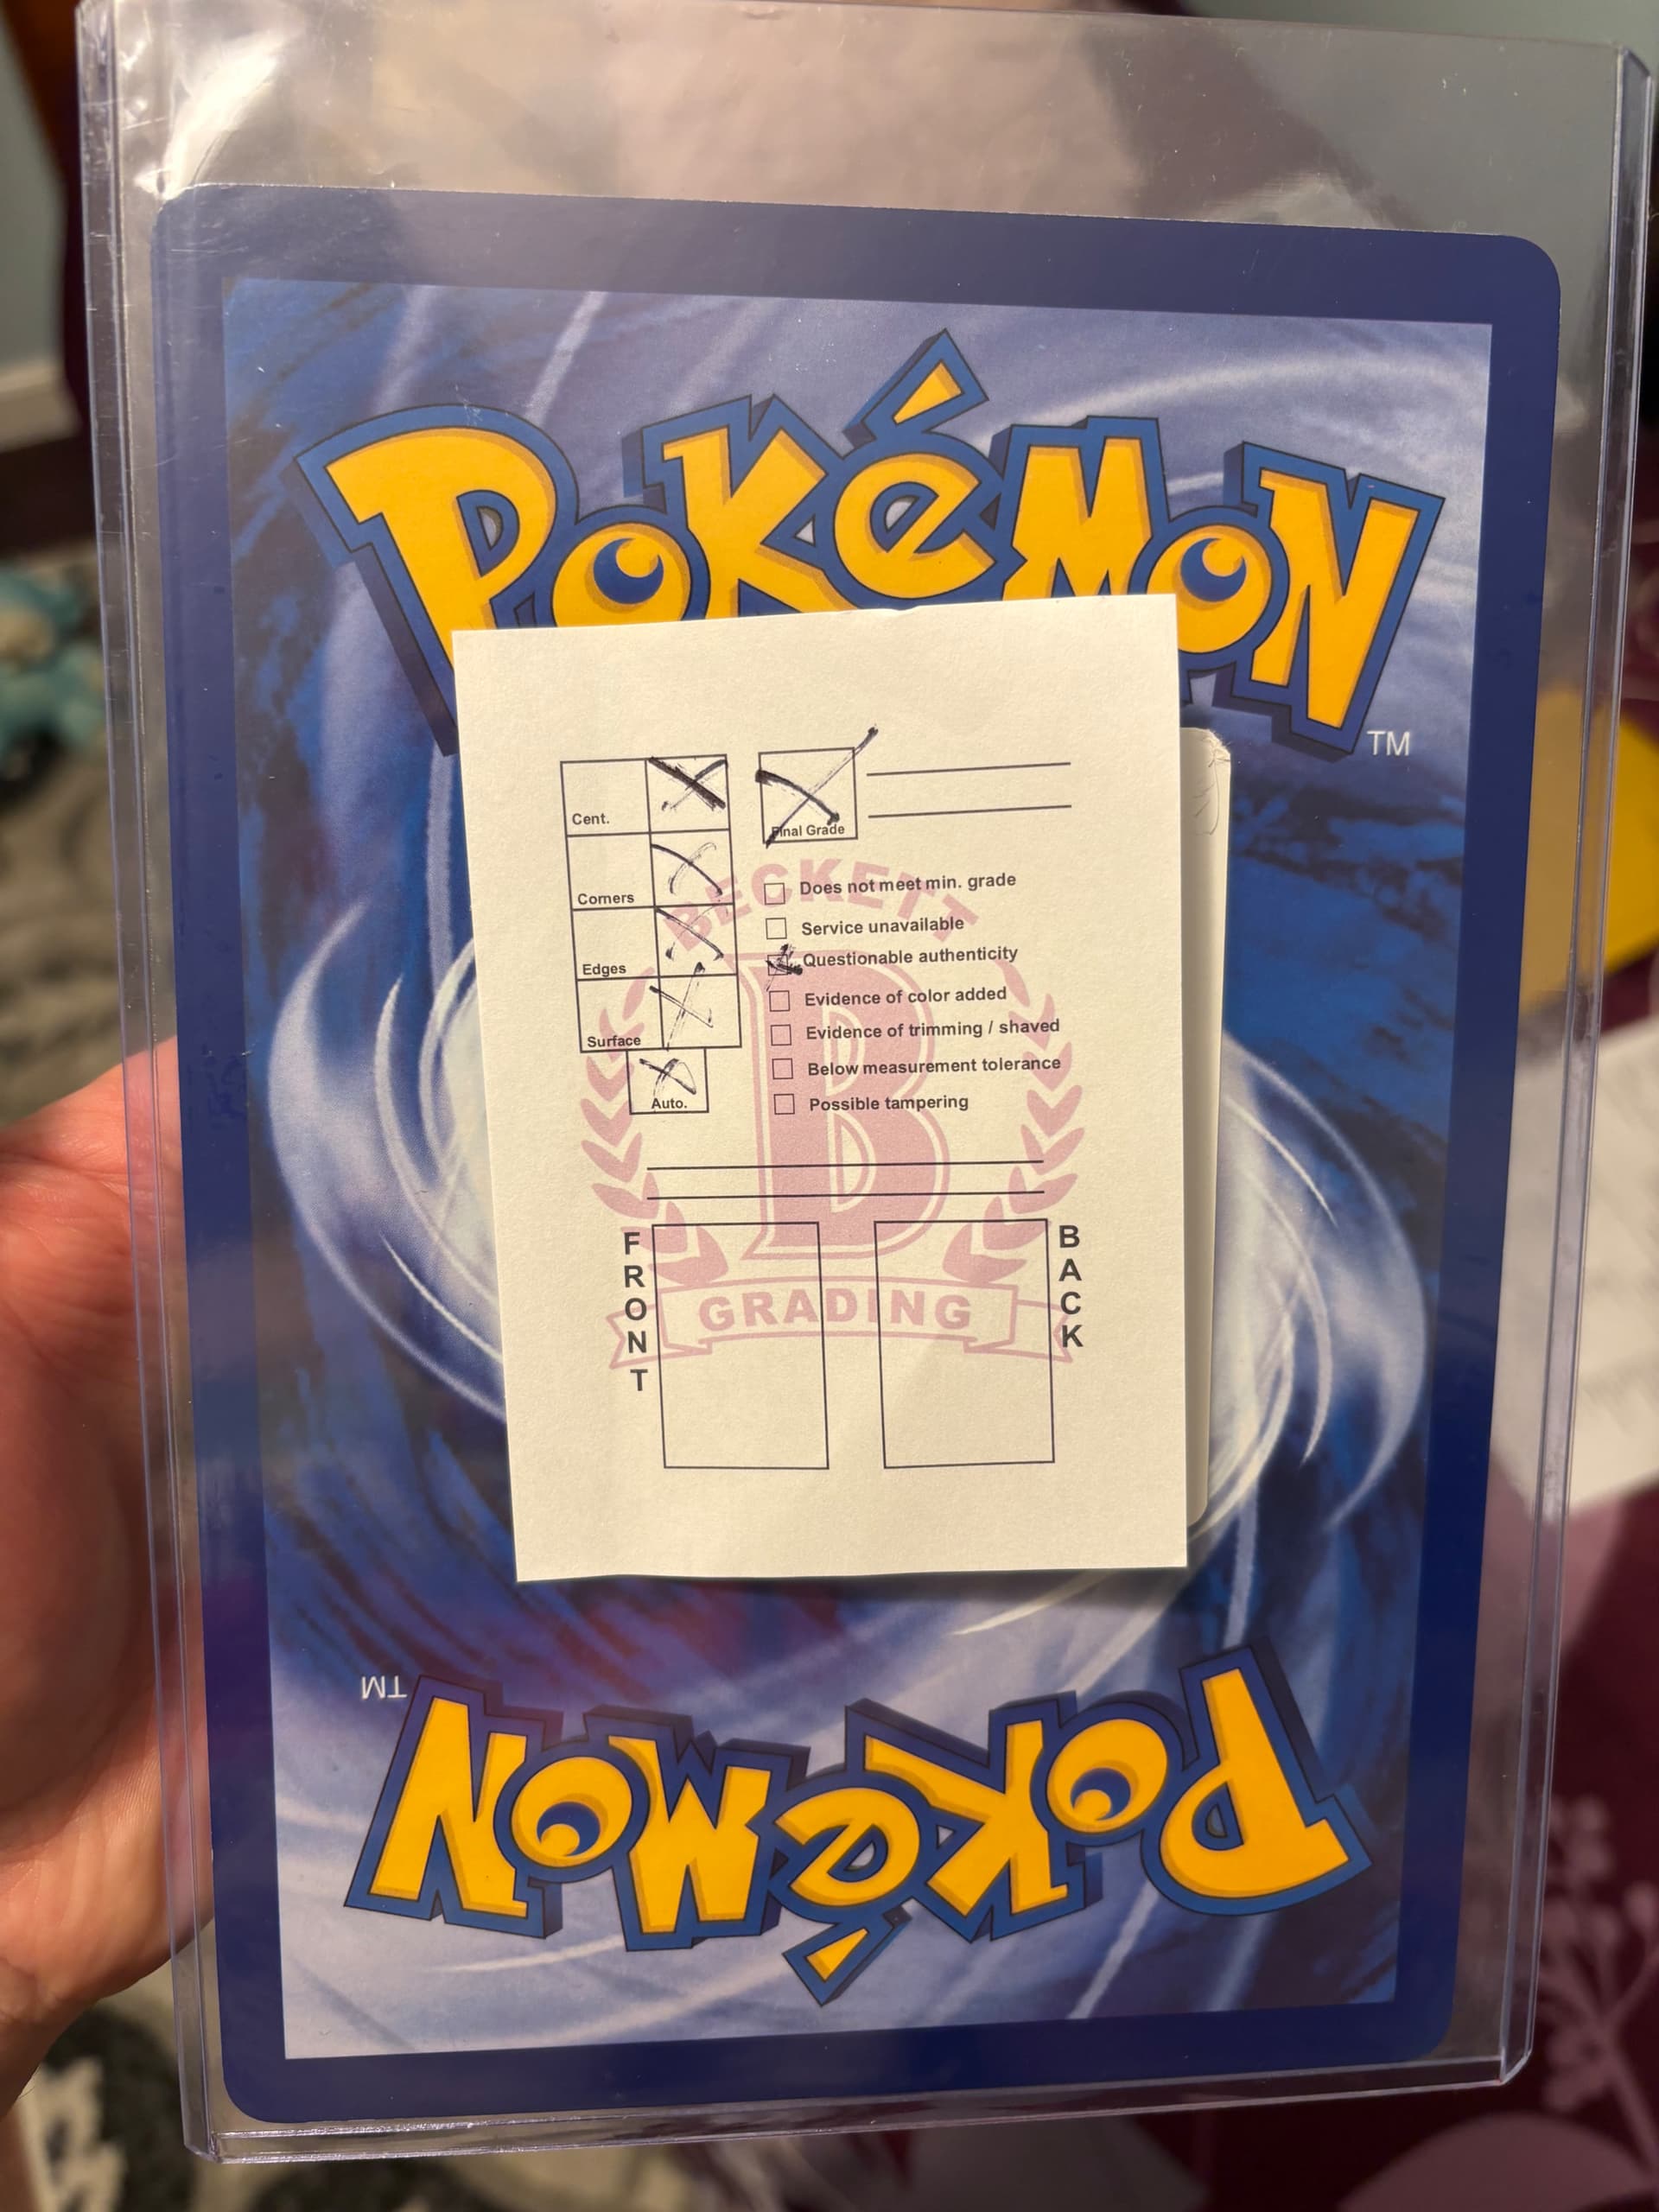 POKéMON
TM
Cent.
Final Grade
Corners
Edges
Surface
Auto.
BECKETT
Does not meet min. grade
Service unavailable
Questionable authenticity
Evidence of color added
Evidence of trimming / shaved
Below measurement tolerance
Possible tampering
B
FRONT
BACK
GRADING
TM
POKéMON